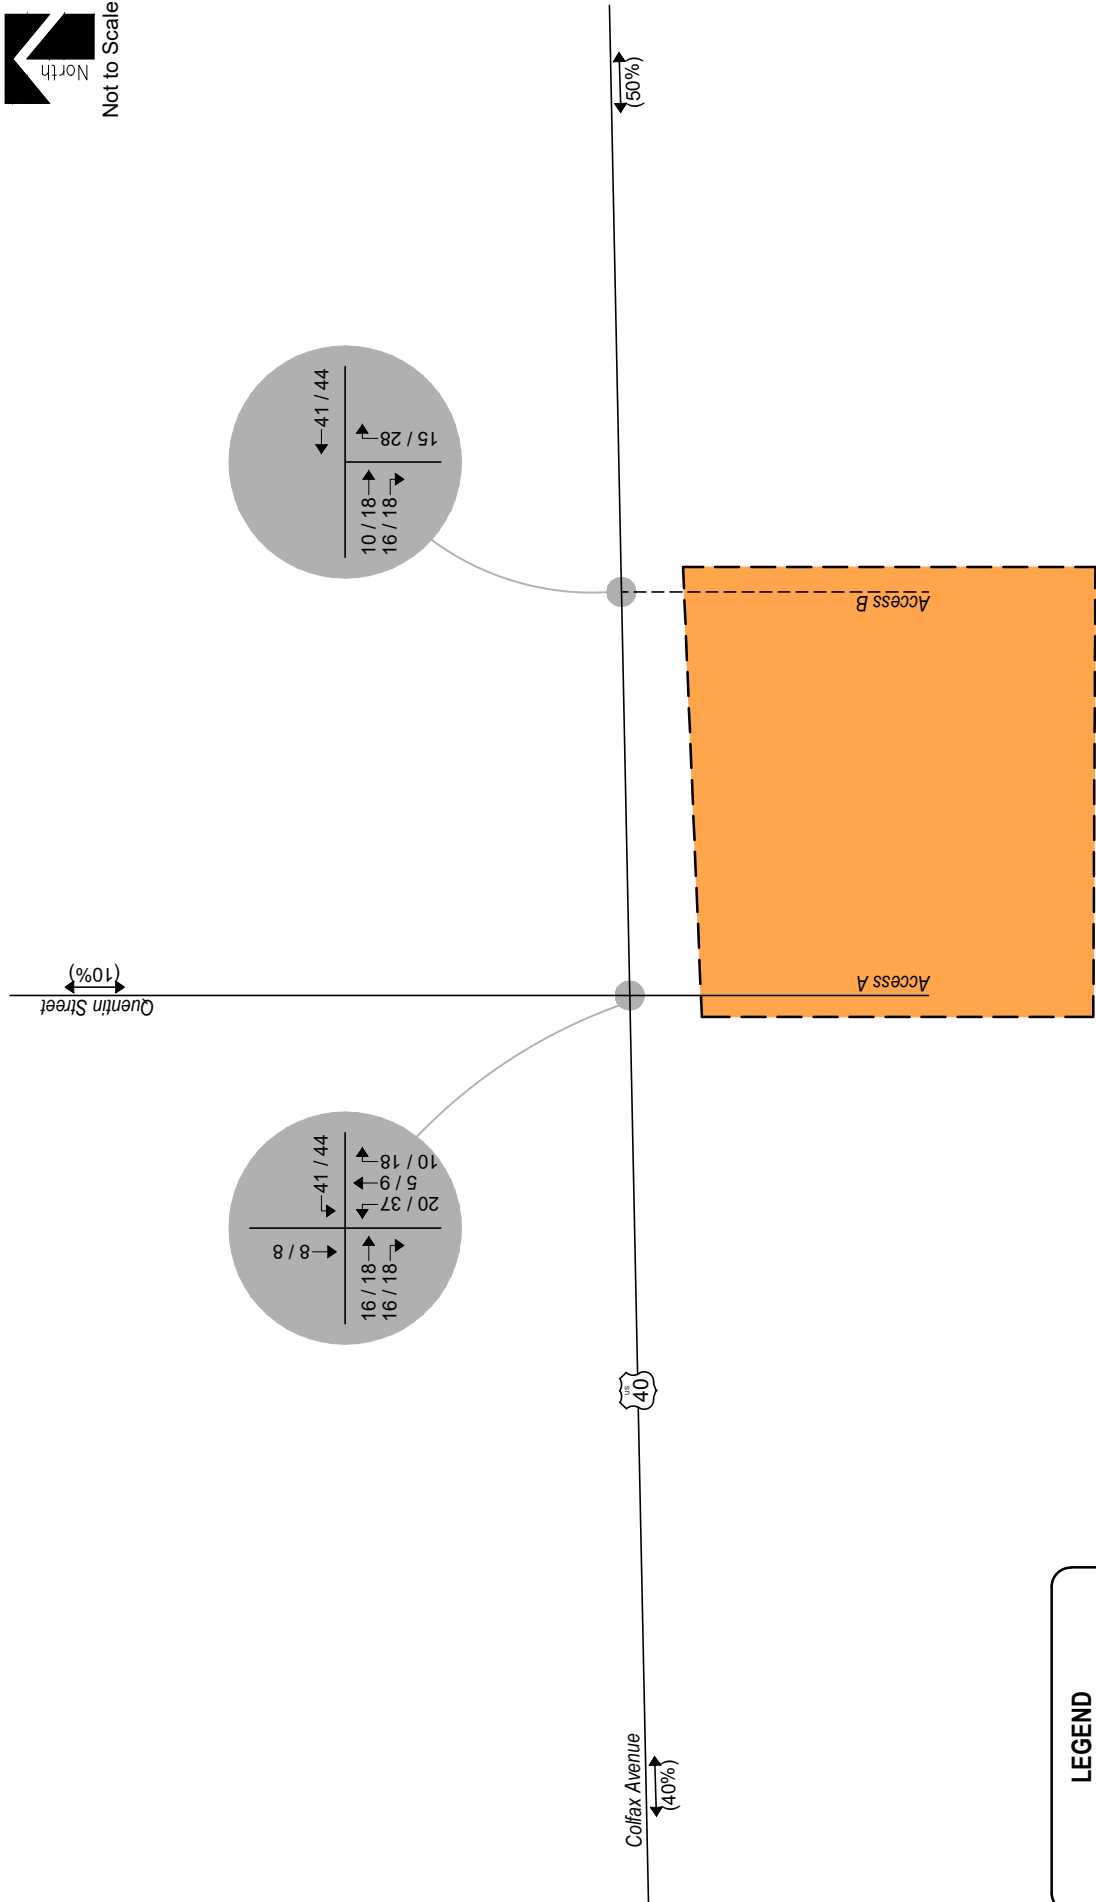 North
Not to Scale
(50%)
41 / 44
15 / 28
10 / 18
16 / 18
Access B
(10%)
Quentin Street
Access A
41 / 44
10 / 18
5 / 9
20 / 37
8 / 8
16 / 18
16 / 18
US
40
Colfax Avenue
(40%)
LEGEND